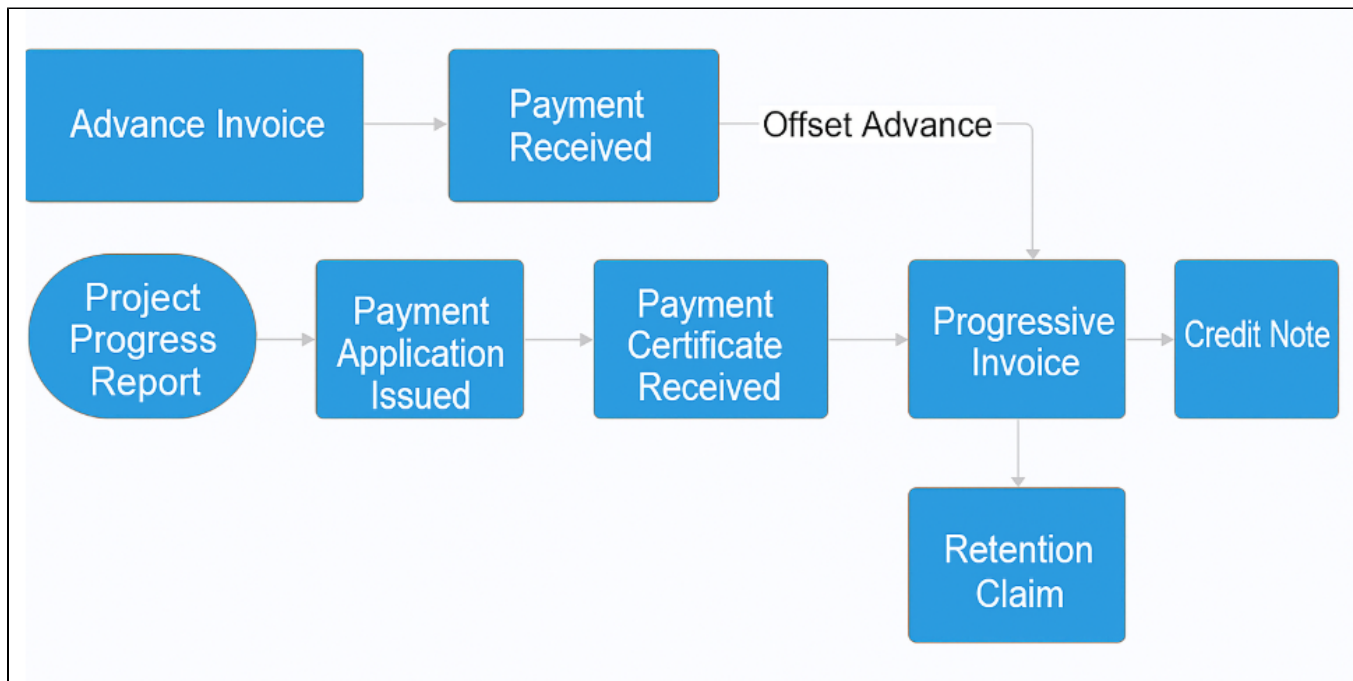 Advance Invoice
Payment
Received
Offset Advance
Project
Progress
Report
Payment
Application
Issued
Payment
Certificate
Received
Progressive
Invoice
Credit Note
Retention
Claim